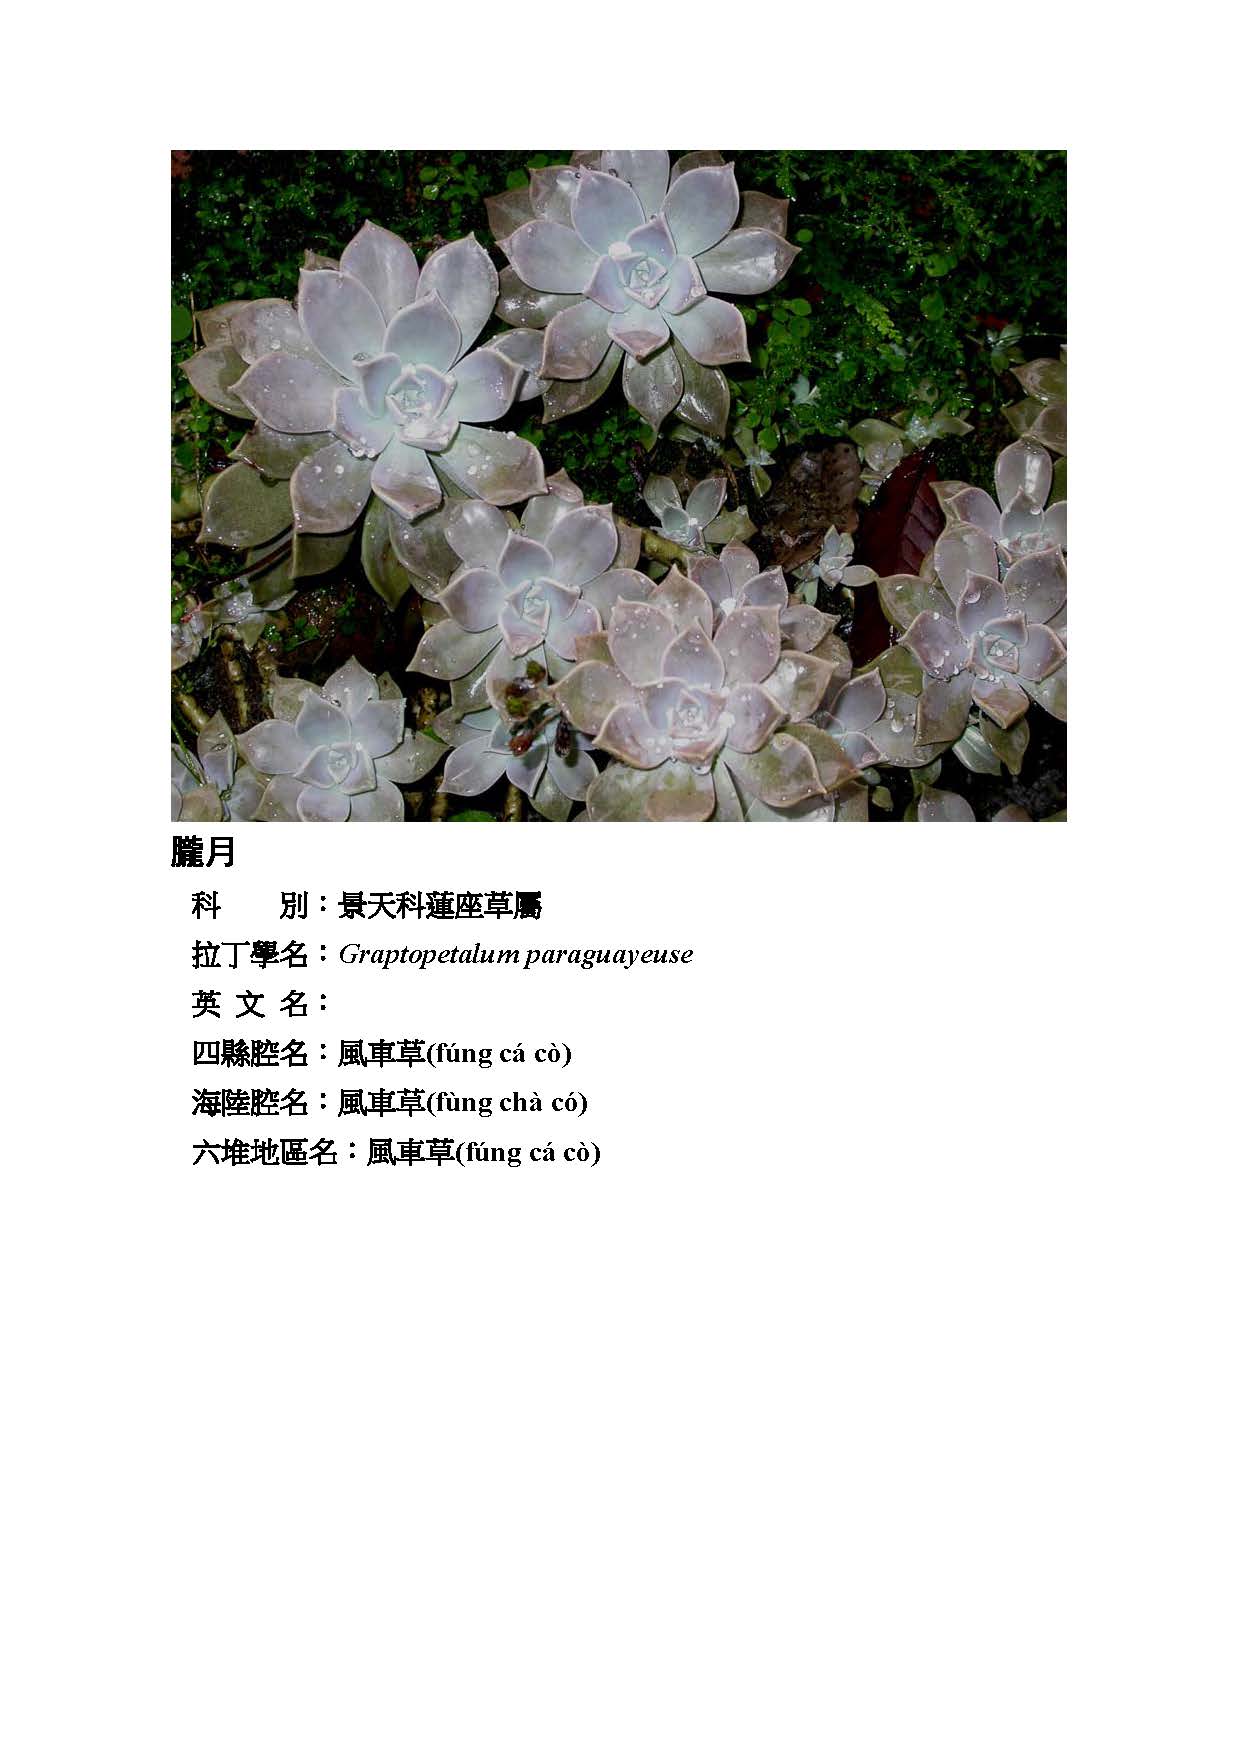 朧月
科　　別：景天科蓮座草屬
拉丁學名：Graptopetalum paraguayeuse
英 文 名：
四縣腔名：風車草(fúng cá cò)
海陸腔名：風車草(fùng chà có)
六堆地區名：風車草(fúng cá cò)